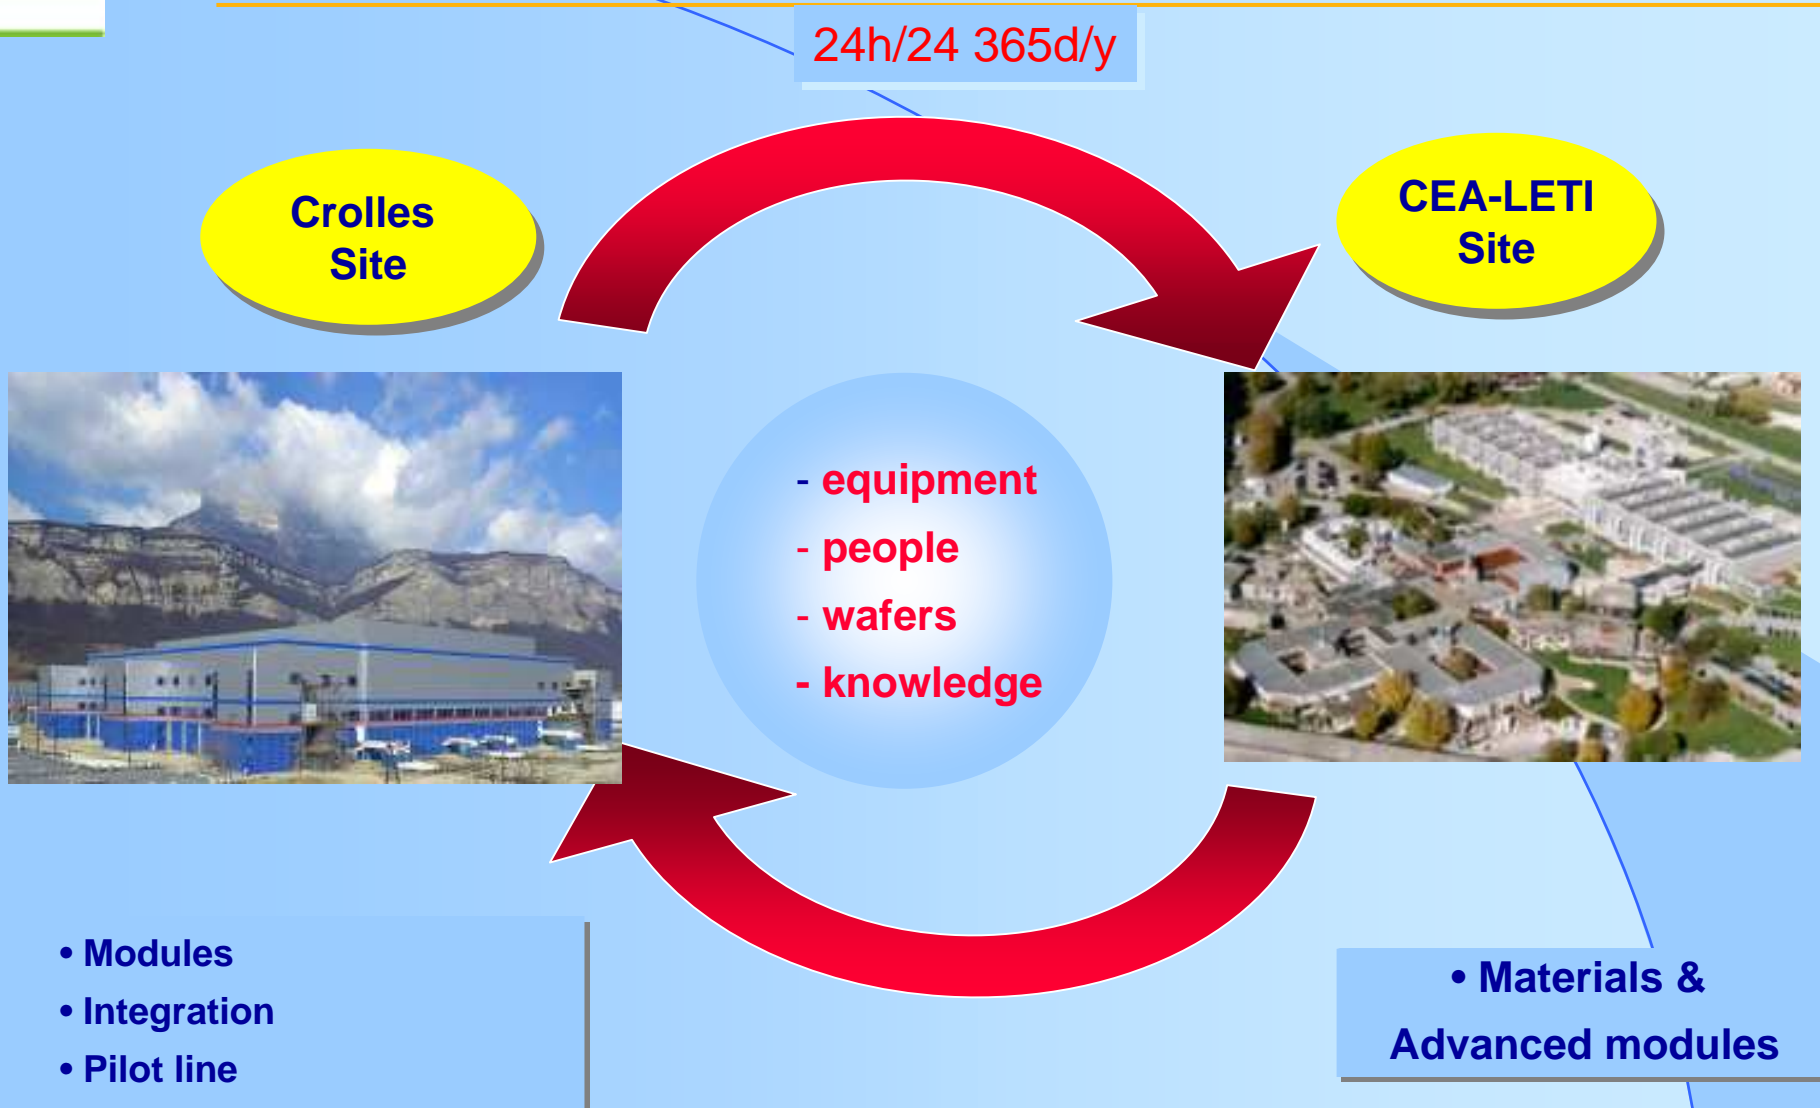 24h/24 365d/y
Crolles
Site
CEA-LETI
Site
- equipment
- people
- wafers
- knowledge
• Modules
• Integration
• Pilot line
• Materials &
Advanced modules